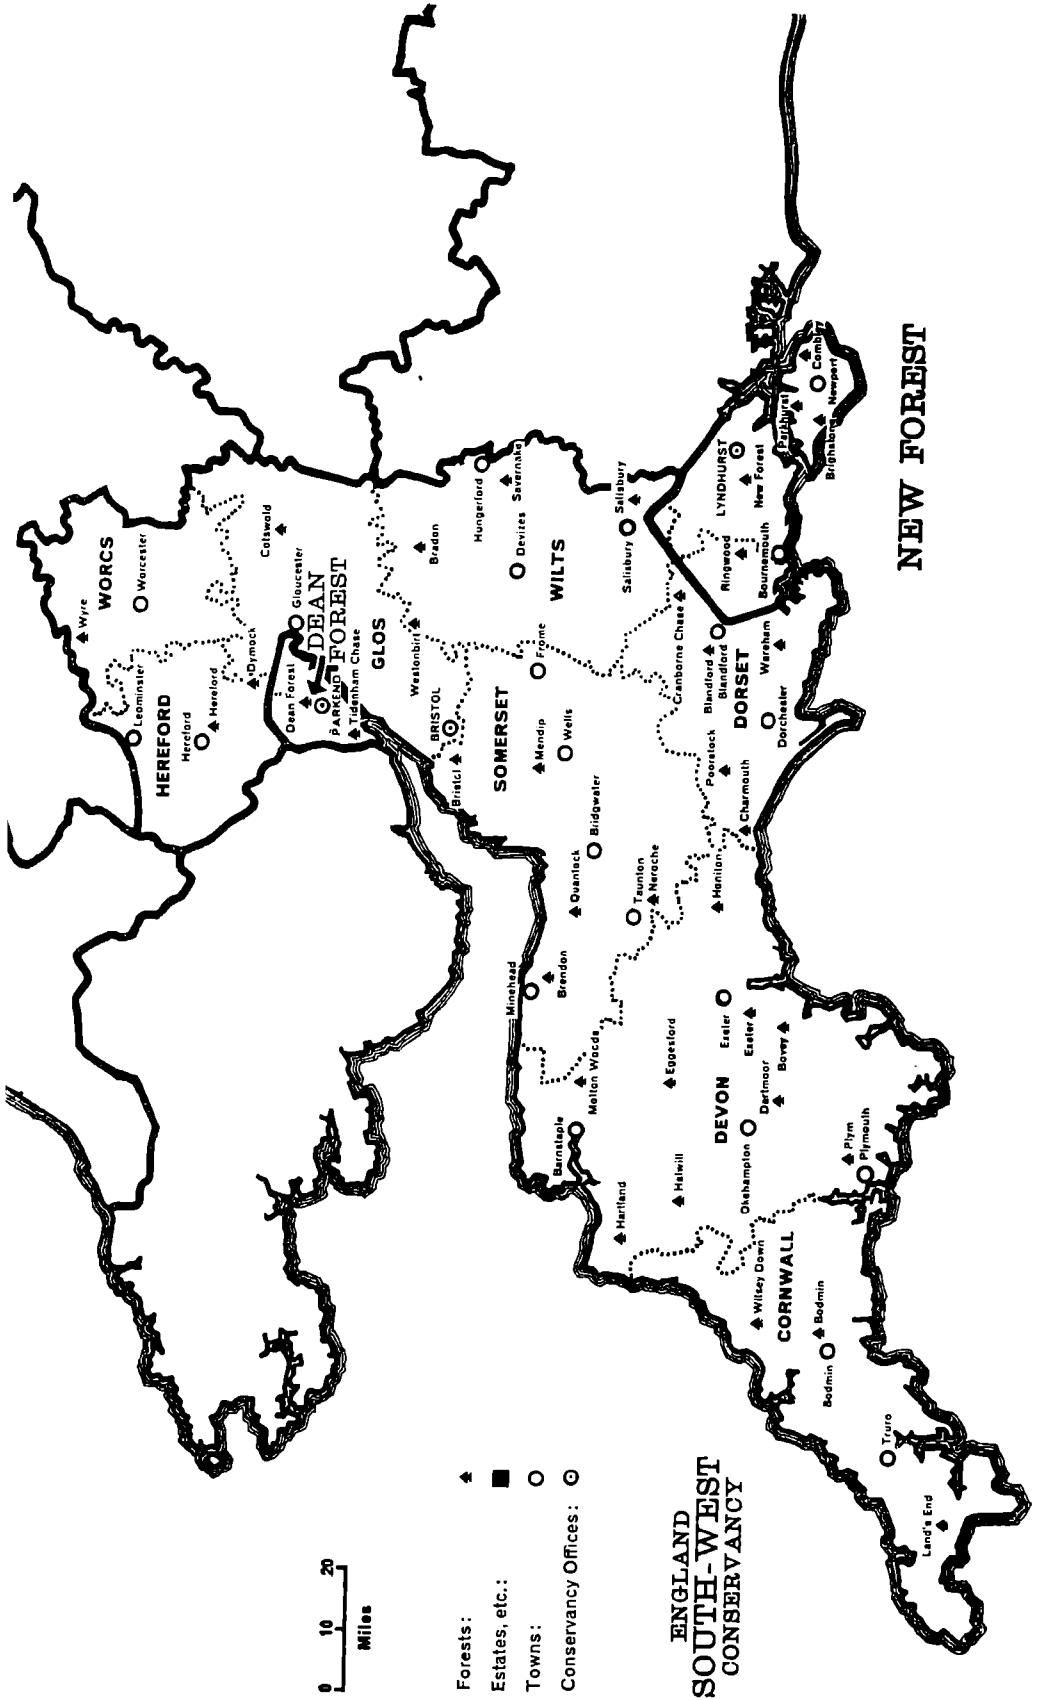 ENGLAND
SOUTH-WEST
CONSERVANCY
0 10 20
Miles
Forests:
Estates, etc.:
Towns:
Conservancy Offices:
WORCS
Wyre
Worcester
Leominster
HEREFORD
Hereford
Hereford
Dymock
Cotswold
Gloucester
DEAN
FOREST
Dean Forest
PARKEND
Tidenham Chase
GLOS
Westonbirt
Bradon
BRISTOL
Bristol
Hungerford
Savernake
Devizes
WILTS
Frome
SOMERSET
Mendip
Wells
Bridgwater
Quantock
Taunton
Neroche
Minehead
Brendon
Salisbury
Salisbury
Cranborne Chase
Blandford
Blandford
DORSET
Wareham
Dorchester
Poorstock
Charmouth
LYNDHURST
New Forest
Ringwood
Bournemouth
Parkhurst
Combley
Newport
Brighstone
NEW FOREST
Honiton
Exeter
Exeter
Bovey
Dartmoor
DEVON
Eggesford
Molton Woods
Barnstaple
Hartland
Halwill
Okehampton
Plym
Plymouth
CORNWALL
Wilsey Down
Bodmin
Bodmin
Truro
Land's End